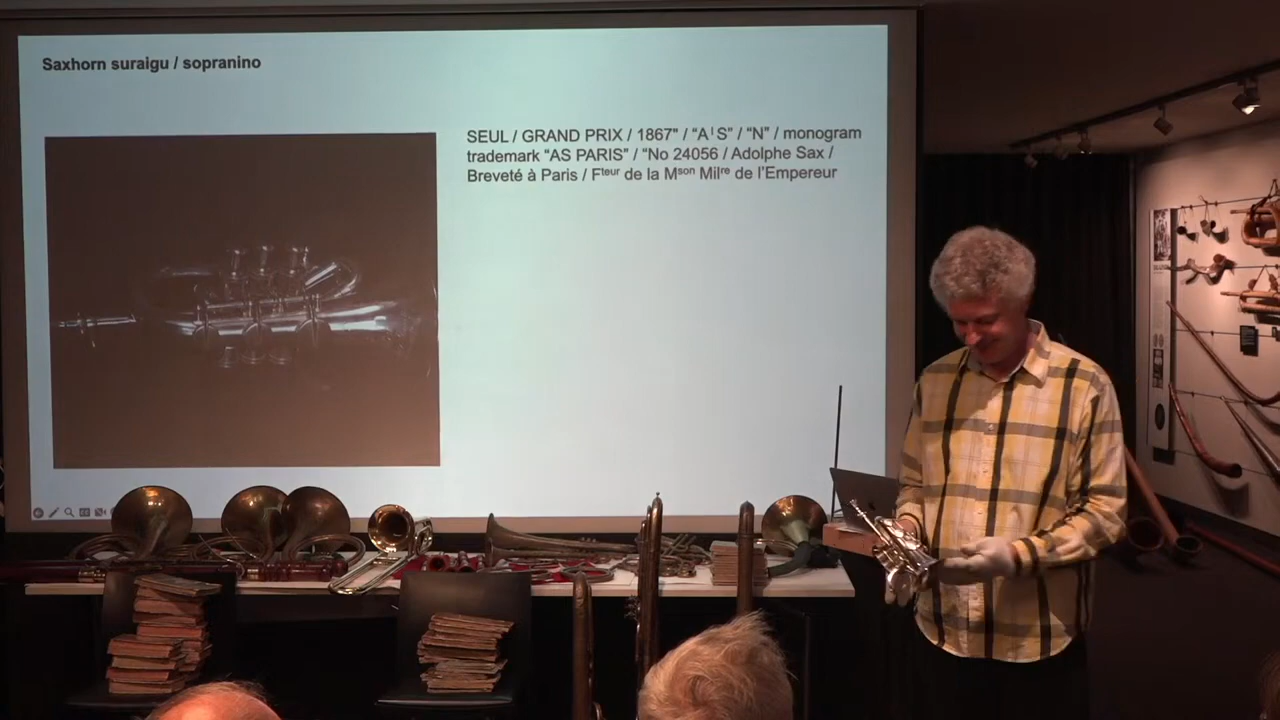 Saxhorn suraigu / sopranino
SEUL / GRAND PRIX / 1867" / “A|S” / “N” / monogram
trademark “AS PARIS” / “No 24056 / Adolphe Sax /
Breveté à Paris / Fteur de la Mson Milre de l’Empereur